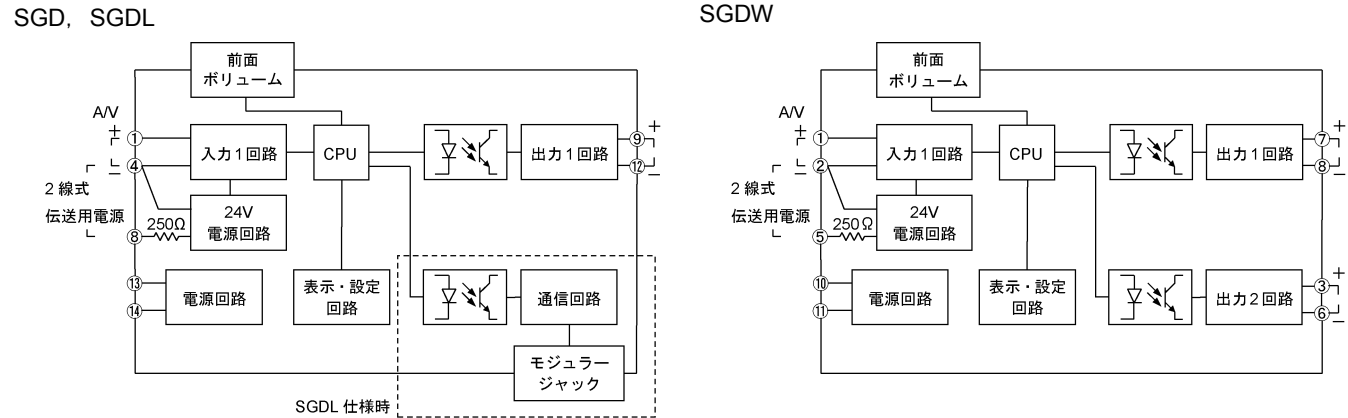 SGD, SGDL
前面
ボリューム
A/V
+
①
④
−
2線式
伝送用電源
250Ω
⑧
入力1回路
24V
電源回路
CPU
出力1回路
⑨
+
⑫
−
⑬
⑭
電源回路
表示・設定
回路
通信回路
モジュラー
ジャック
SGDL 仕様時
SGDW
前面
ボリューム
A/V
+
①
②
−
2線式
伝送用電源
250Ω
⑤
入力1回路
24V
電源回路
CPU
出力1回路
⑦
+
⑧
−
⑩
⑪
電源回路
表示・設定
回路
出力2回路
③
+
⑥
−